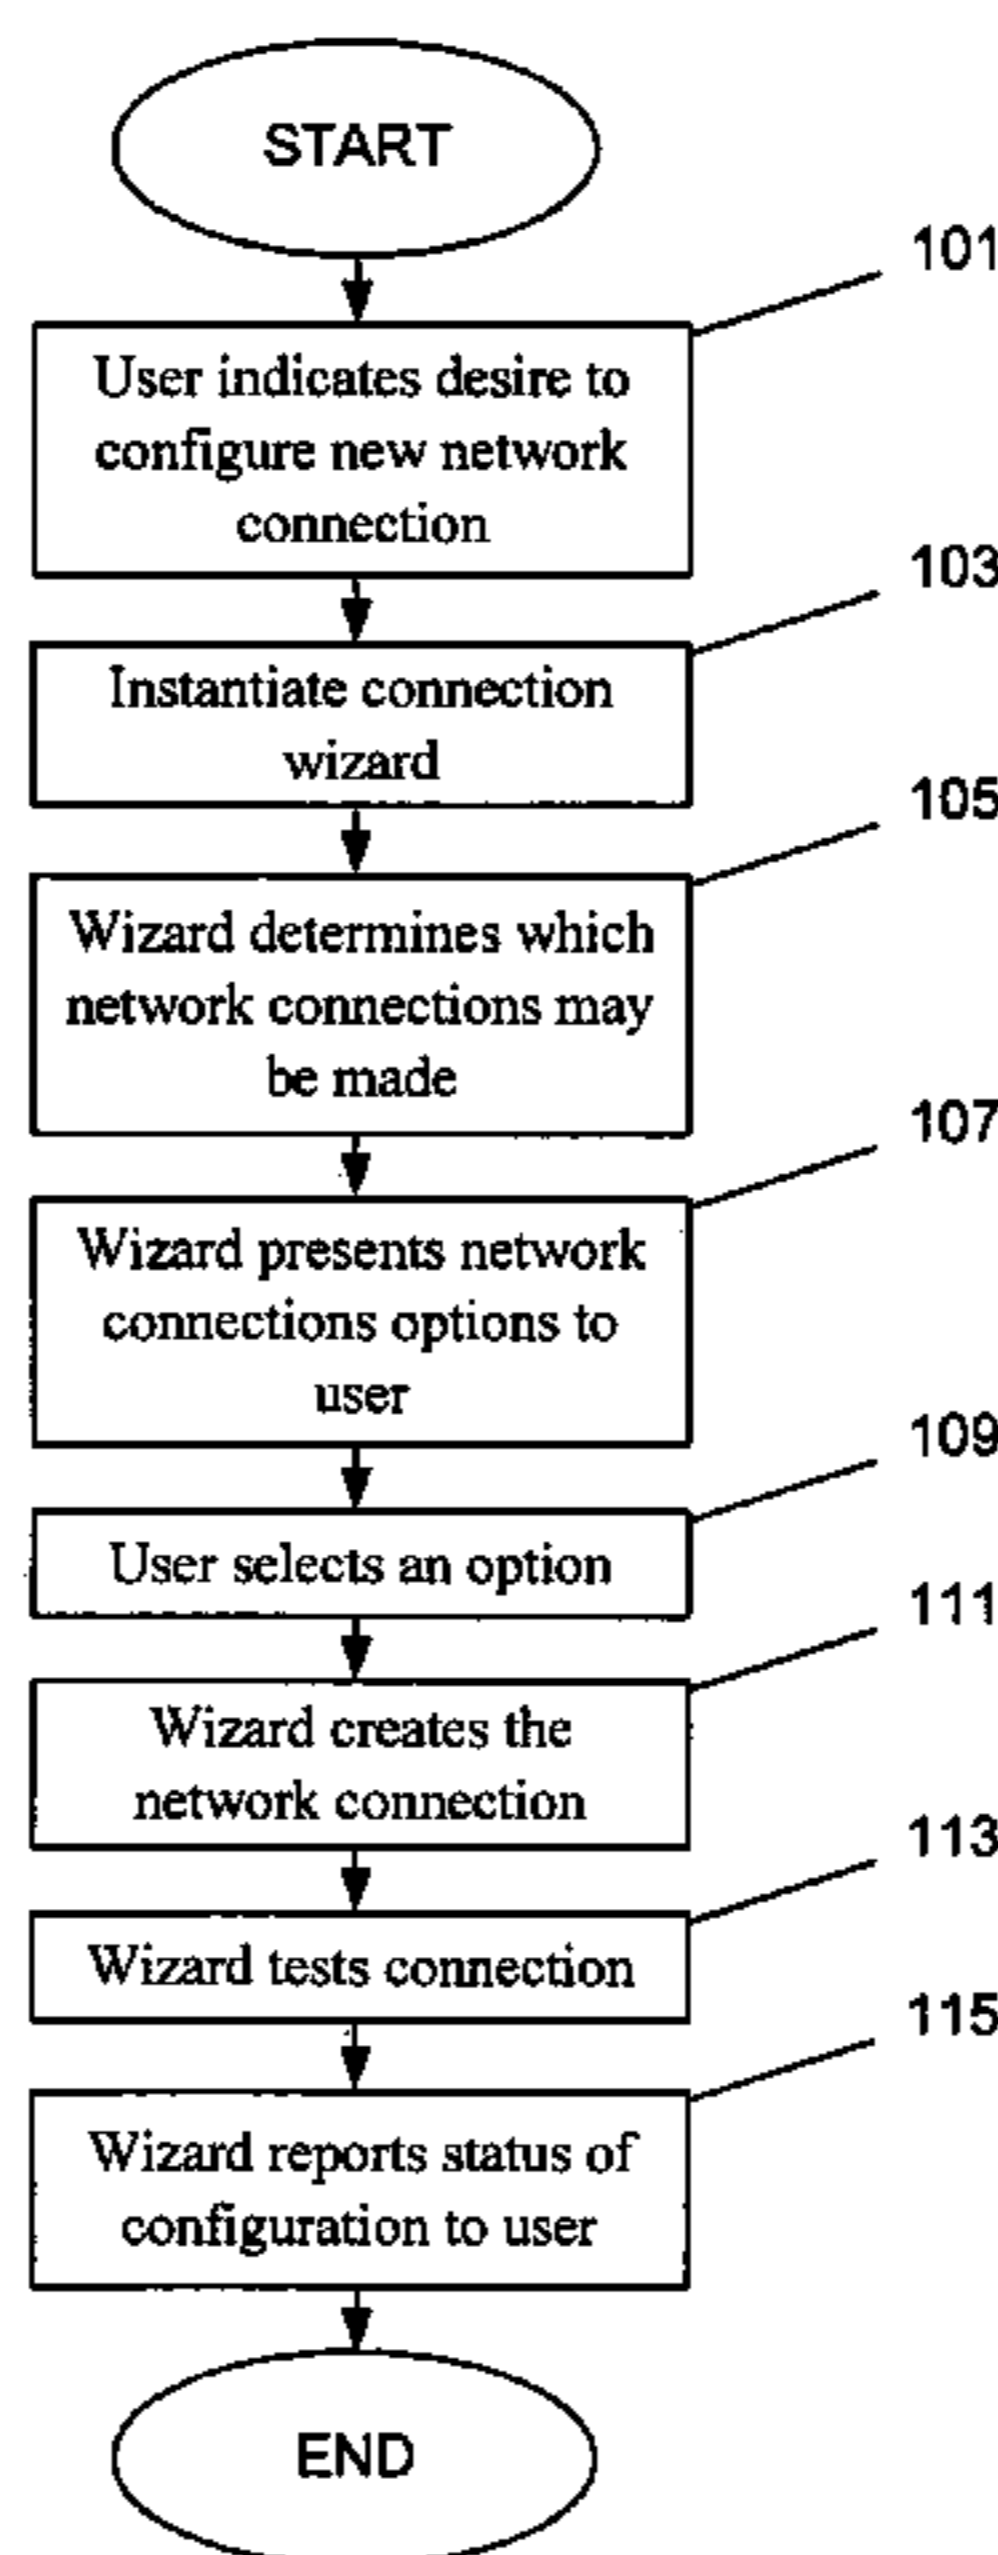 START
101
User indicates desire to
configure new network
connection
103
Instantiate connection
wizard
105
Wizard determines which
network connections may
be made
107
Wizard presents network
connections options to
user
109
User selects an option
111
Wizard creates the
network connection
113
Wizard tests connection
115
Wizard reports status of
configuration to user
END